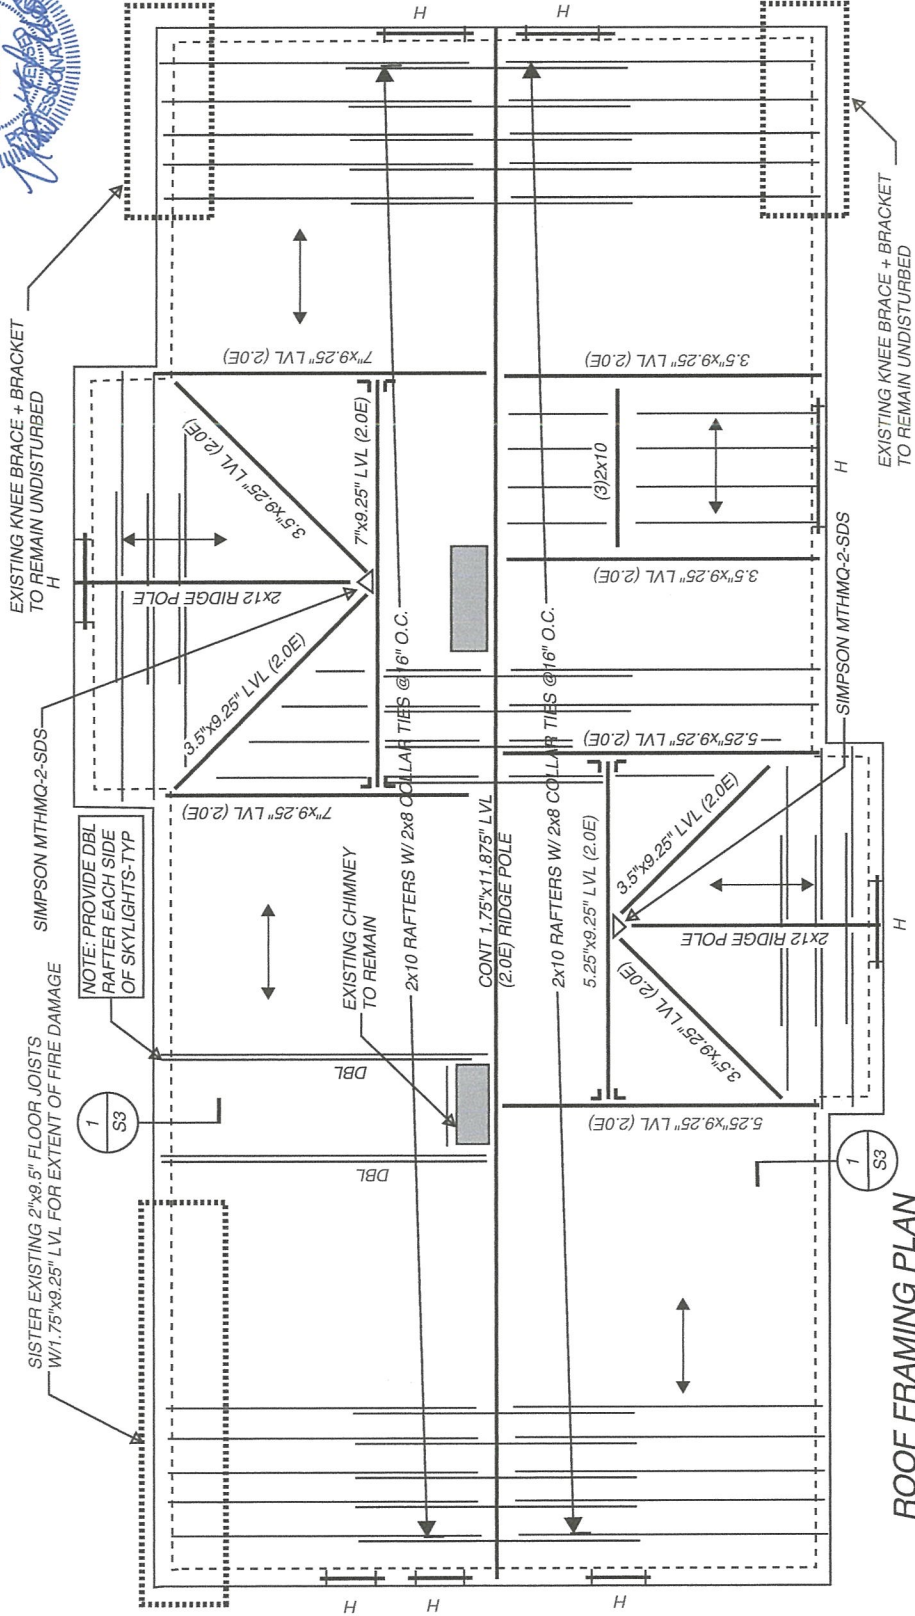 LICENSED
PROFESSIONAL
EXISTING KNEE BRACE + BRACKET
TO REMAIN UNDISTURBED
H
SIMPSON MTHMQ-2-SDS
NOTE: PROVIDE DBL
RAFTER EACH SIDE
OF SKYLIGHTS-TYP
SISTER EXISTING 2"x9.5" FLOOR JOISTS
W/1.75"x9.25" LVL FOR EXTENT OF FIRE DAMAGE
1
S3
H
H
7"x9.25" LVL (2.0E)
3.5"x9.25" LVL (2.0E)
2x12 RIDGE POLE
3.5"x9.25" LVL (2.0E)
7"x9.25" LVL (2.0E)
7"x9.25" LVL (2.0E)
EXISTING CHIMNEY
TO REMAIN
DBL
DBL
2x10 RAFTERS W/ 2x8 COLLAR TIES @16" O.C.
CONT 1.75"x11.875" LVL
(2.0E) RIDGE POLE
2x10 RAFTERS W/ 2x8 COLLAR TIES @16" O.C.
3.5"x9.25" LVL (2.0E)
(3)2x10
3.5"x9.25" LVL (2.0E)
H
5.25"x9.25" LVL (2.0E)
5.25"x9.25" LVL (2.0E)
3.5"x9.25" LVL (2.0E)
2x12 RIDGE POLE
3.5"x9.25" LVL (2.0E)
5.25"x9.25" LVL (2.0E)
H
SIMPSON MTHMQ-2-SDS
EXISTING KNEE BRACE + BRACKET
TO REMAIN UNDISTURBED
1
S3
H
H
H
ROOF FRAMING PLAN